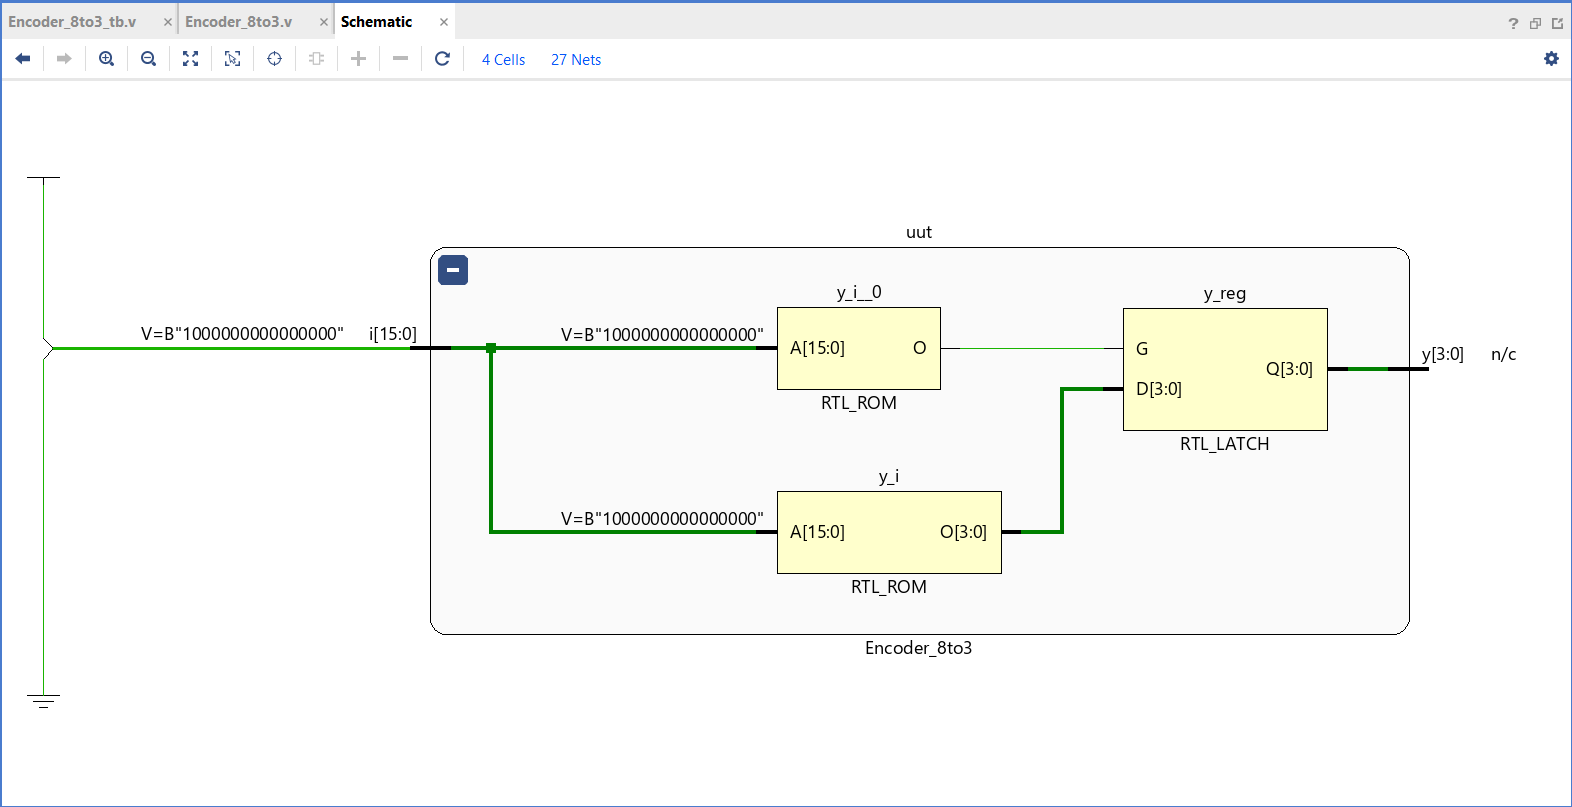 Encoder_8to3_tb.v × Encoder_8to3.v × Schematic ×
? 
4 Cells 27 Nets
uut
y_i__0
y_reg
V=B"1000000000000000" i[15:0]
V=B"1000000000000000"
A[15:0] O
G
Q[3:0]
y[3:0] n/c
D[3:0]
RTL_ROM
RTL_LATCH
y_i
V=B"1000000000000000"
A[15:0] O[3:0]
RTL_ROM
Encoder_8to3